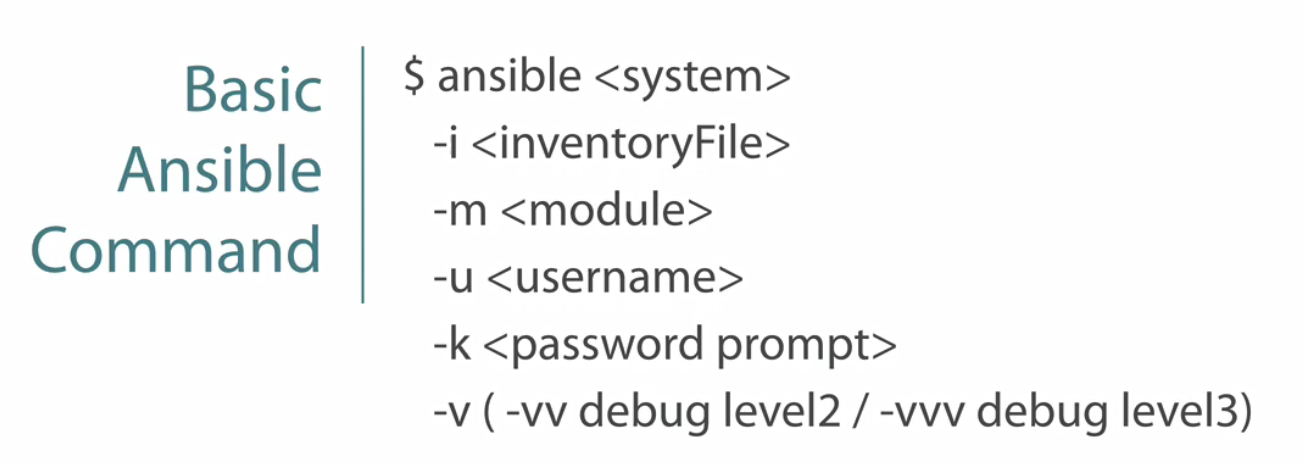 Basic
Ansible
Command
$ ansible <system>
-i <inventoryFile>
-m <module>
-u <username>
-k <password prompt>
-v ( -vv debug level2 / -vvv debug level3)